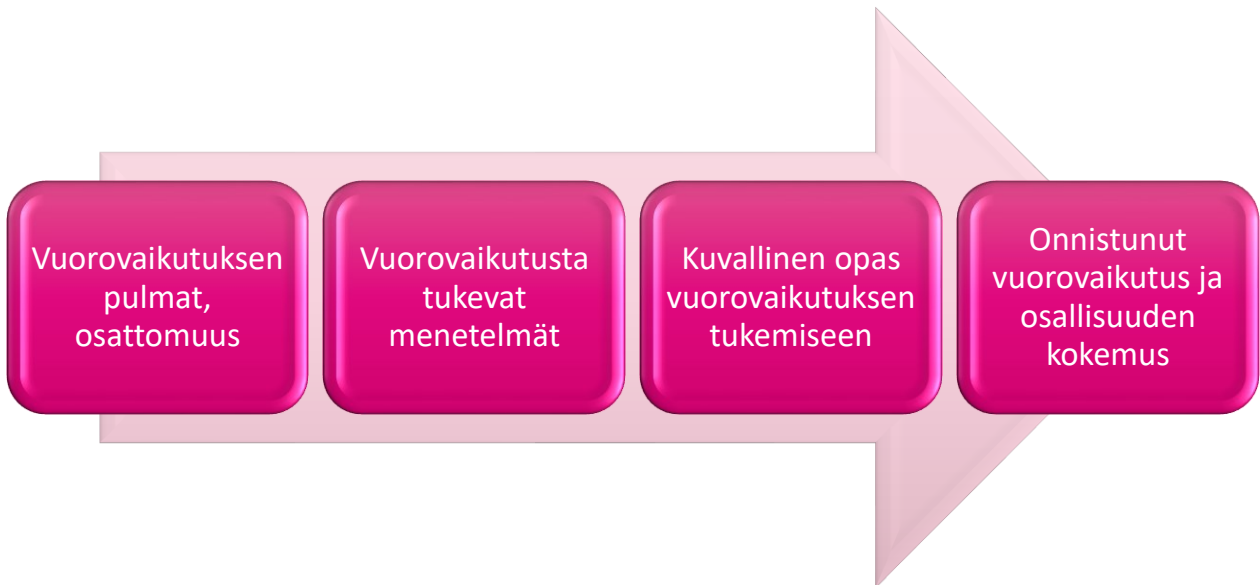 Vuorovaikutuksen
pulmat,
osattomuus
Vuorovaikutusta
tukevat
menetelmät
Kuvallinen opas
vuorovaikutuksen
tukemiseen
Onnistunut
vuorovaikutus ja
osallisuuden
kokemus